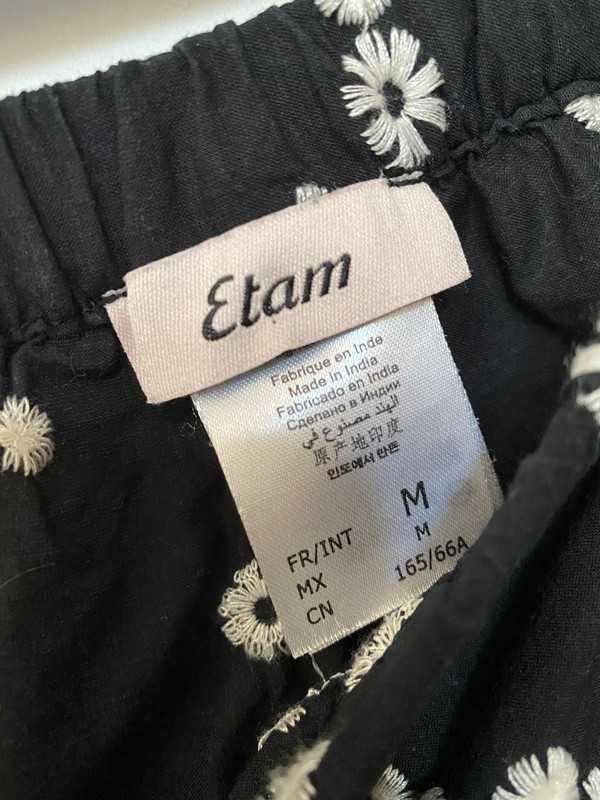 Etam
Fabrique en Inde
Made in India
Fabricado en India
Сделано в Индии
الهند مصنوع في
原产地印度
인도에서 만든
M
FR/INT
M
MX
165/66A
CN